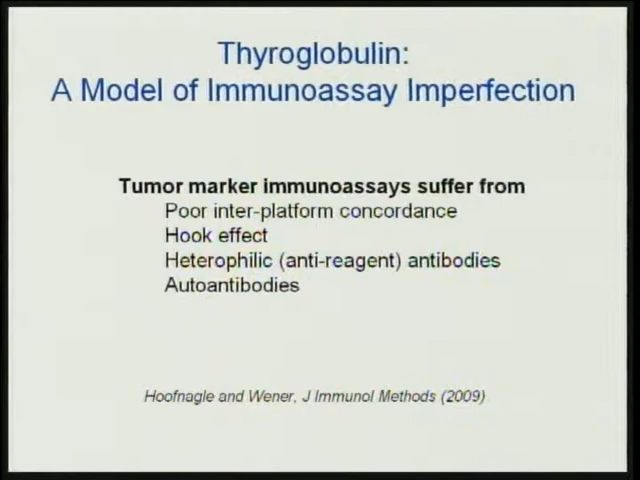 Thyroglobulin:
A Model of Immunoassay Imperfection
Tumor marker immunoassays suffer from
Poor inter-platform concordance
Hook effect
Heterophilic (anti-reagent) antibodies
Autoantibodies
Hoofnagle and Wener, J Immunol Methods (2009)